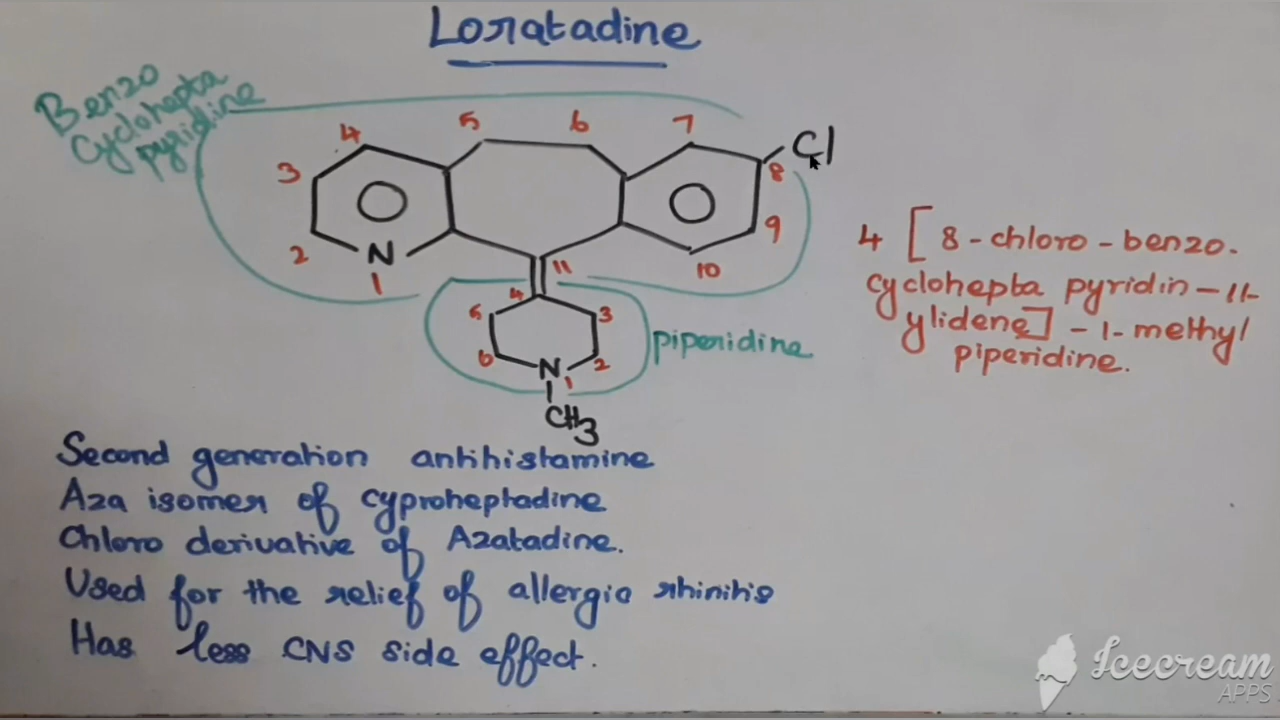 Loratadine
Benzo
cyclohepta
pyridine
4
5
6
7
Cl
3
8
2
N
9
1
11
10
4
5
3
6
N
2
1
CH3
piperidine
4 [ 8-chloro-benzo-
cyclohepta pyridin-11-
ylidene] - 1-methyl
piperidine.
Second generation antihistamine
Aza isomer of cyproheptadine
Chloro derivative of Azatadine.
Used for the relief of allergic rhinitis
Has less CNS side effect.
Icecream
APPS